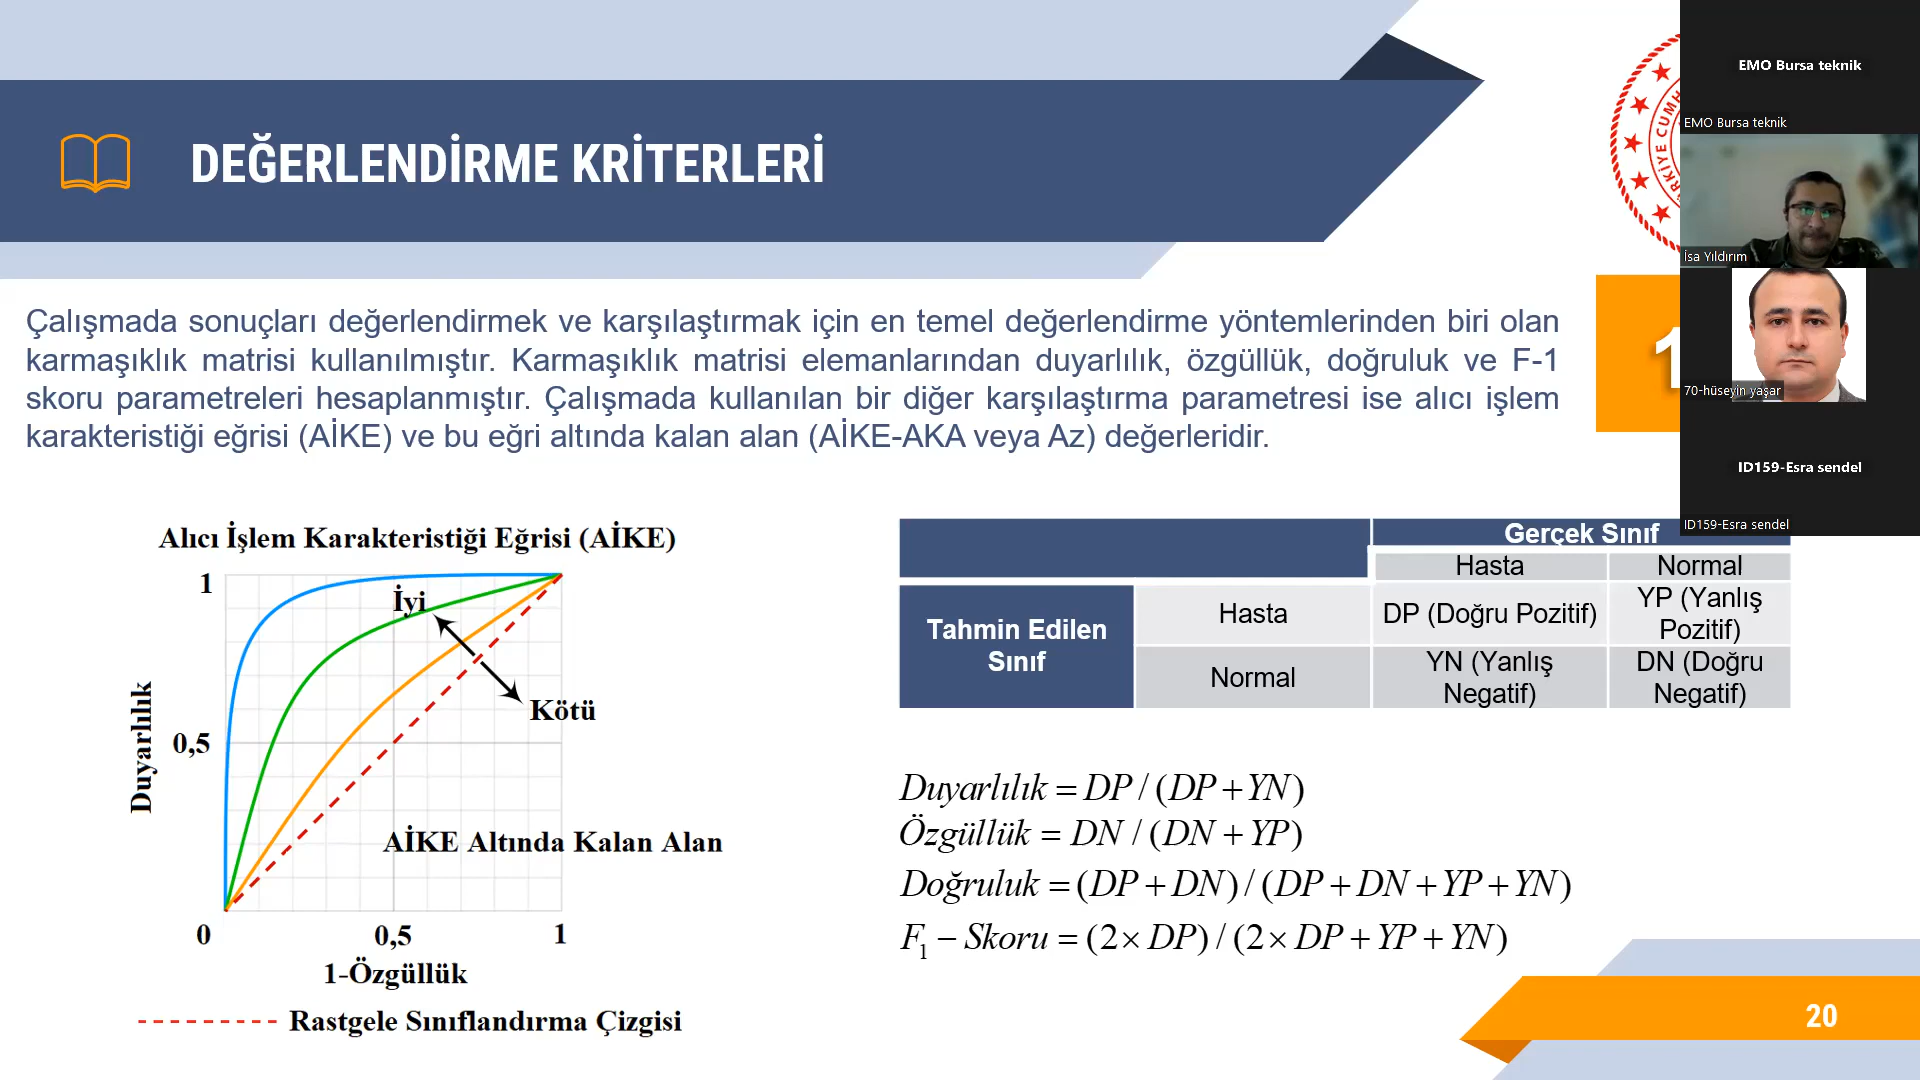 DEĞERLENDİRME KRİTERLERİ
EMO Bursa teknik
EMO Bursa teknik
İsa Yıldırım
70-hüseyin yaşar
ID159-Esra sendel
ID159-Esra sendel
Çalışmada sonuçları değerlendirmek ve karşılaştırmak için en temel değerlendirme yöntemlerinden biri olan
karmaşıklık matrisi kullanılmıştır. Karmaşıklık matrisi elemanlarından duyarlılık, özgüllük, doğruluk ve F-1
skoru parametreleri hesaplanmıştır. Çalışmada kullanılan bir diğer karşılaştırma parametresi ise alıcı işlem
karakteristiği eğrisi (AİKE) ve bu eğri altında kalan alan (AİKE-AKA veya Az) değerleridir.
Alıcı İşlem Karakteristiği Eğrisi (AİKE)
1
İyi
Kötü
Duyarlılık
0,5
AİKE Altında Kalan Alan
0
0,5
1
1-Özgüllük
Rastgele Sınıflandırma Çizgisi
Gerçek Sınıf
Hasta
Normal
Tahmin Edilen
Sınıf
Hasta
DP (Doğru Pozitif)
YP (Yanlış
Pozitif)
Normal
YN (Yanlış
Negatif)
DN (Doğru
Negatif)
Duyarlılık = DP / (DP + YN)
Özgüllük = DN / (DN + YP)
Doğruluk = (DP + DN) / (DP + DN + YP + YN)
F₁ − Skoru = (2 × DP) / (2 × DP + YP + YN)
20